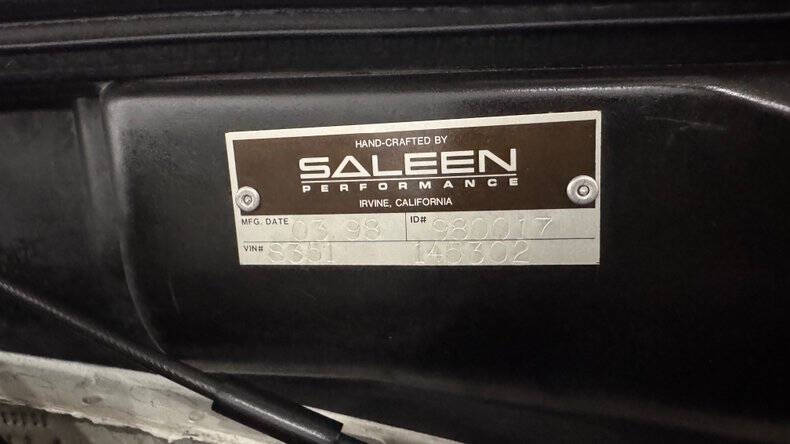 HAND-CRAFTED BY
SALEEN
PERFORMANCE
IRVINE, CALIFORNIA
MFG. DATE 03 98 ID# 980017
VIN# S351 145302